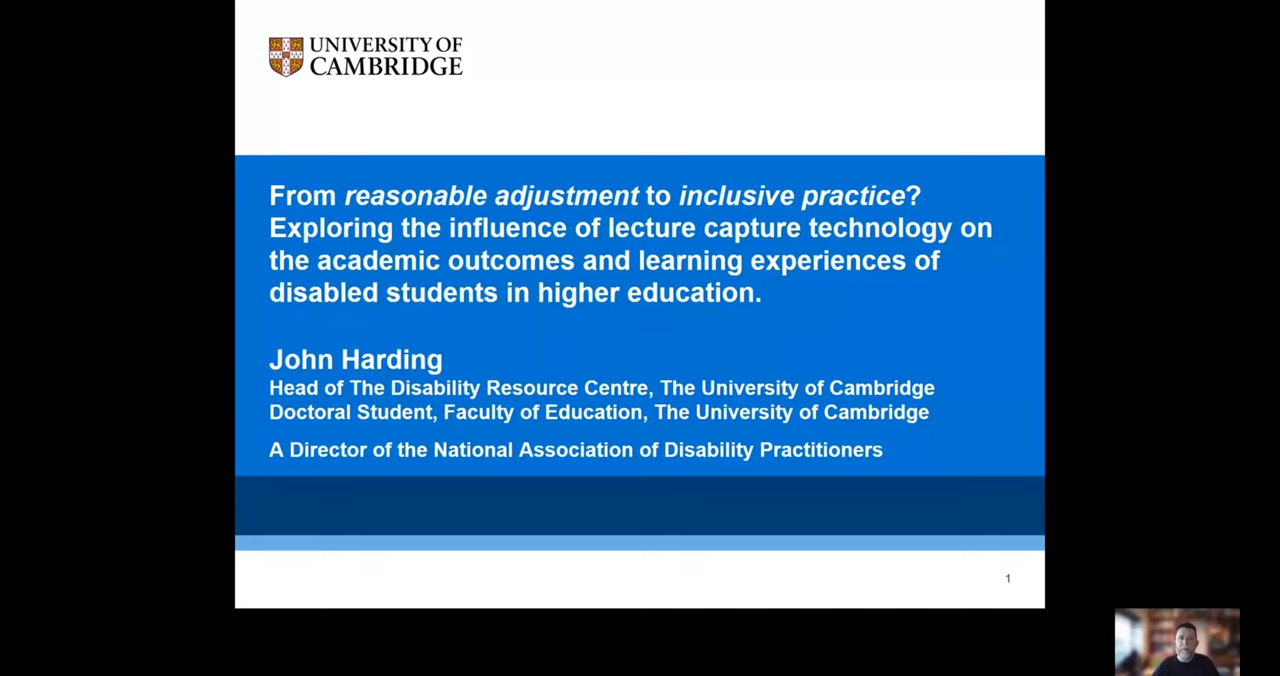 UNIVERSITY OF
CAMBRIDGE
From reasonable adjustment to inclusive practice?
Exploring the influence of lecture capture technology on
the academic outcomes and learning experiences of
disabled students in higher education.
John Harding
Head of The Disability Resource Centre, The University of Cambridge
Doctoral Student, Faculty of Education, The University of Cambridge
A Director of the National Association of Disability Practitioners
1